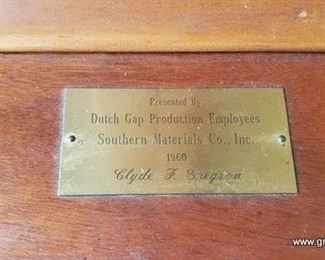 Presented By
Dutch Gap Production Employees
Southern Materials Co., Inc.
1960
Clyde F. Gregson
www.gr